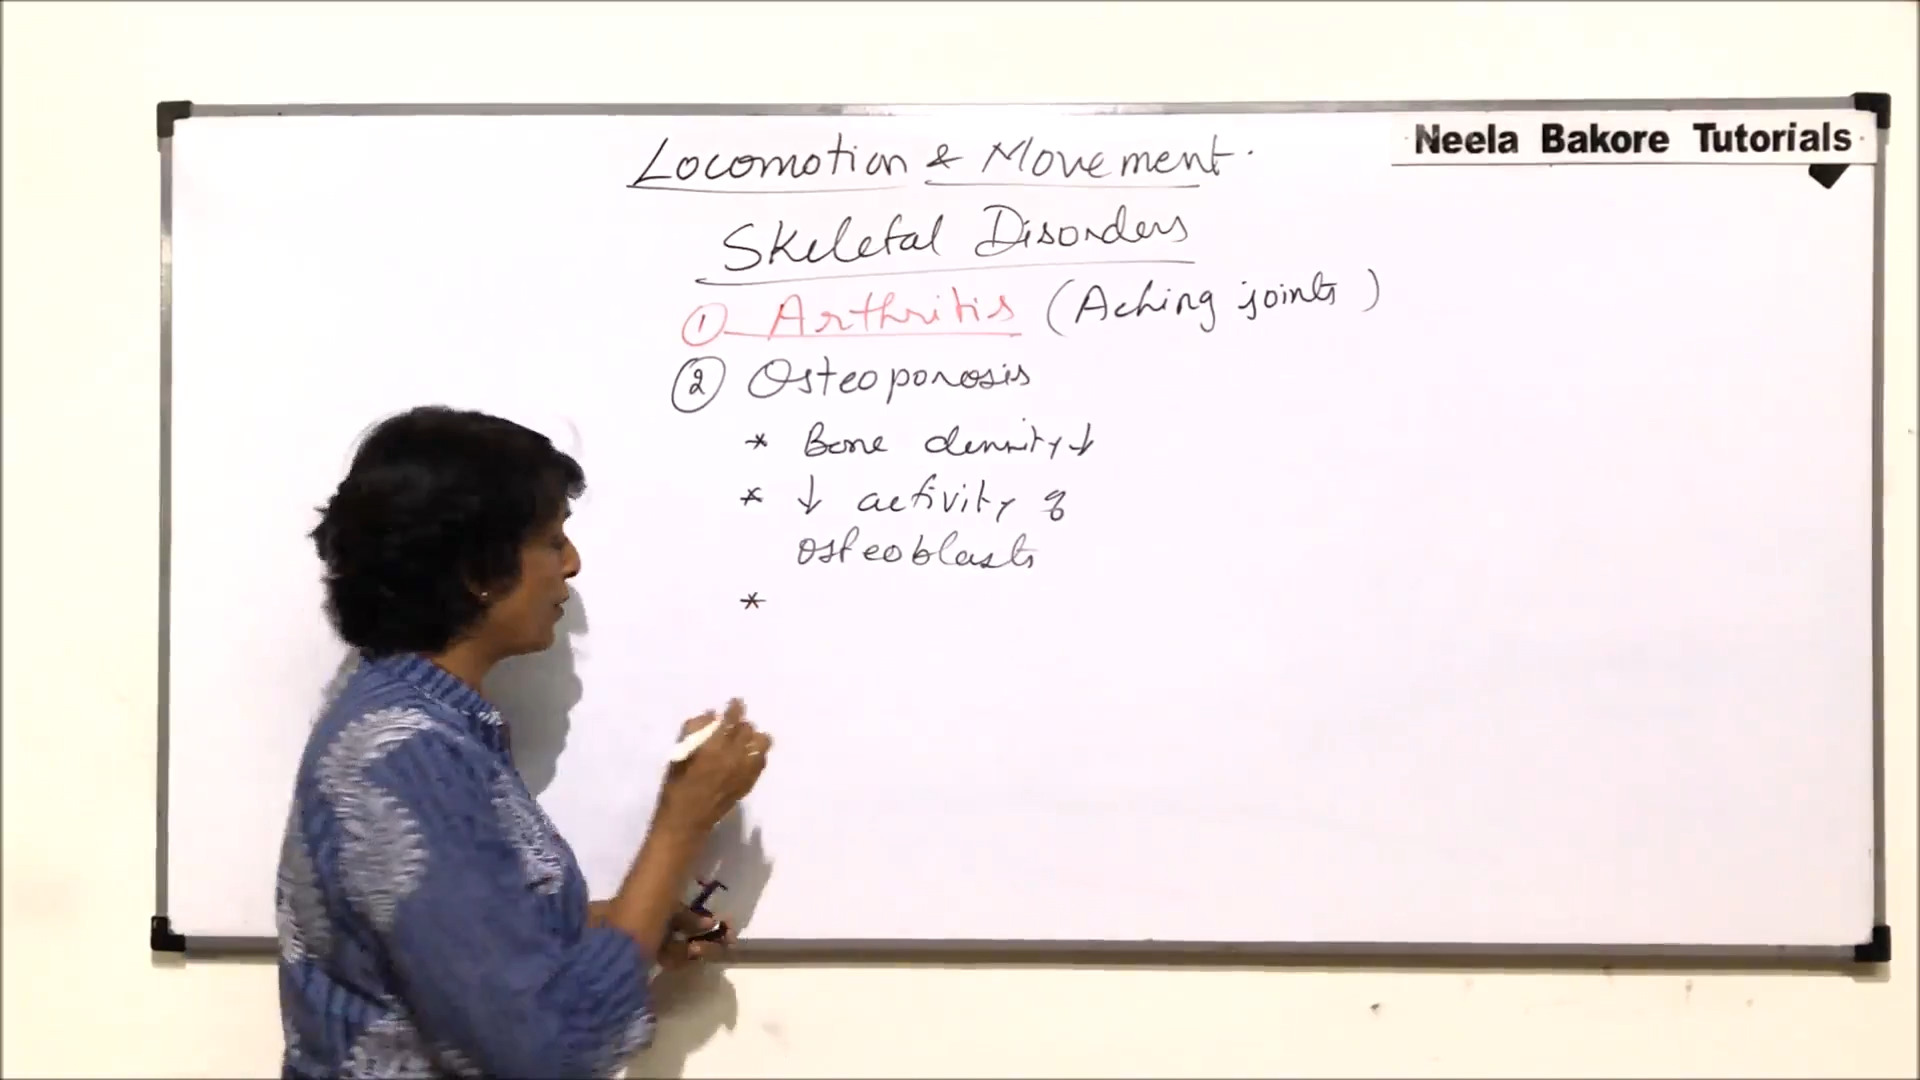 Neela Bakore Tutorials
Locomotion & Movement.
Skeletal Disorders
① Arthritis (Aching joints)
② Osteoporosis
* Bone density ↓
* ↓ activity of
osteoblasts
*